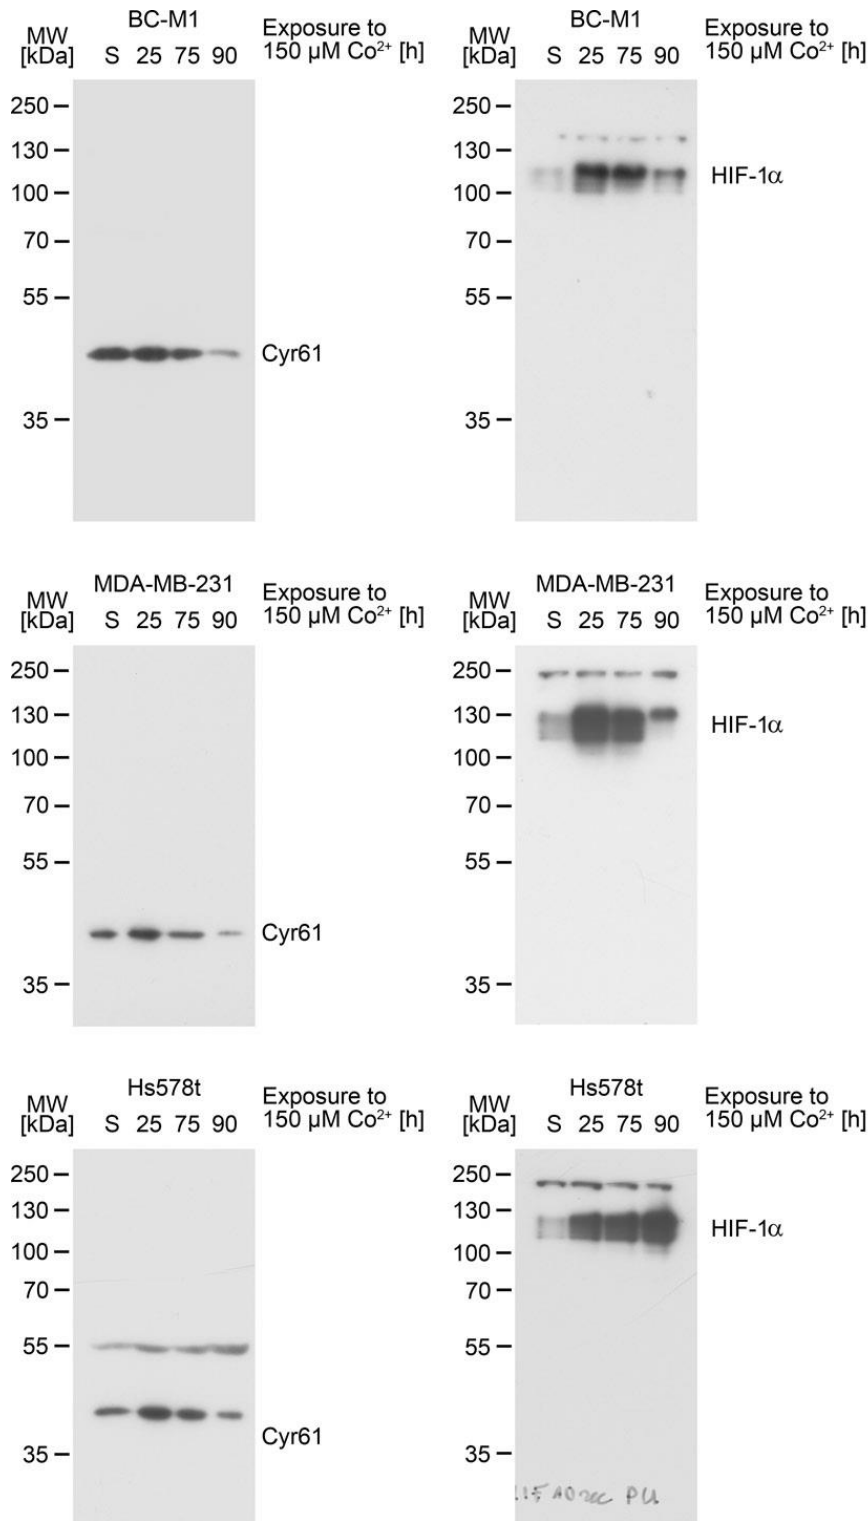 BC-M1
MW
[kDa]
S 25 75 90
Exposure to
150 µM Co²⁺ [h]
250
130
100
70
55
35
Cyr61
BC-M1
MW
[kDa]
S 25 75 90
Exposure to
150 µM Co²⁺ [h]
250
130
100
70
55
35
HIF-1α
MDA-MB-231
MW
[kDa]
S 25 75 90
Exposure to
150 µM Co²⁺ [h]
250
130
100
70
55
35
Cyr61
MDA-MB-231
MW
[kDa]
S 25 75 90
Exposure to
150 µM Co²⁺ [h]
250
130
100
70
55
35
HIF-1α
Hs578t
MW
[kDa]
S 25 75 90
Exposure to
150 µM Co²⁺ [h]
250
130
100
70
55
35
Cyr61
Hs578t
MW
[kDa]
S 25 75 90
Exposure to
150 µM Co²⁺ [h]
250
130
100
70
55
35
HIF-1α